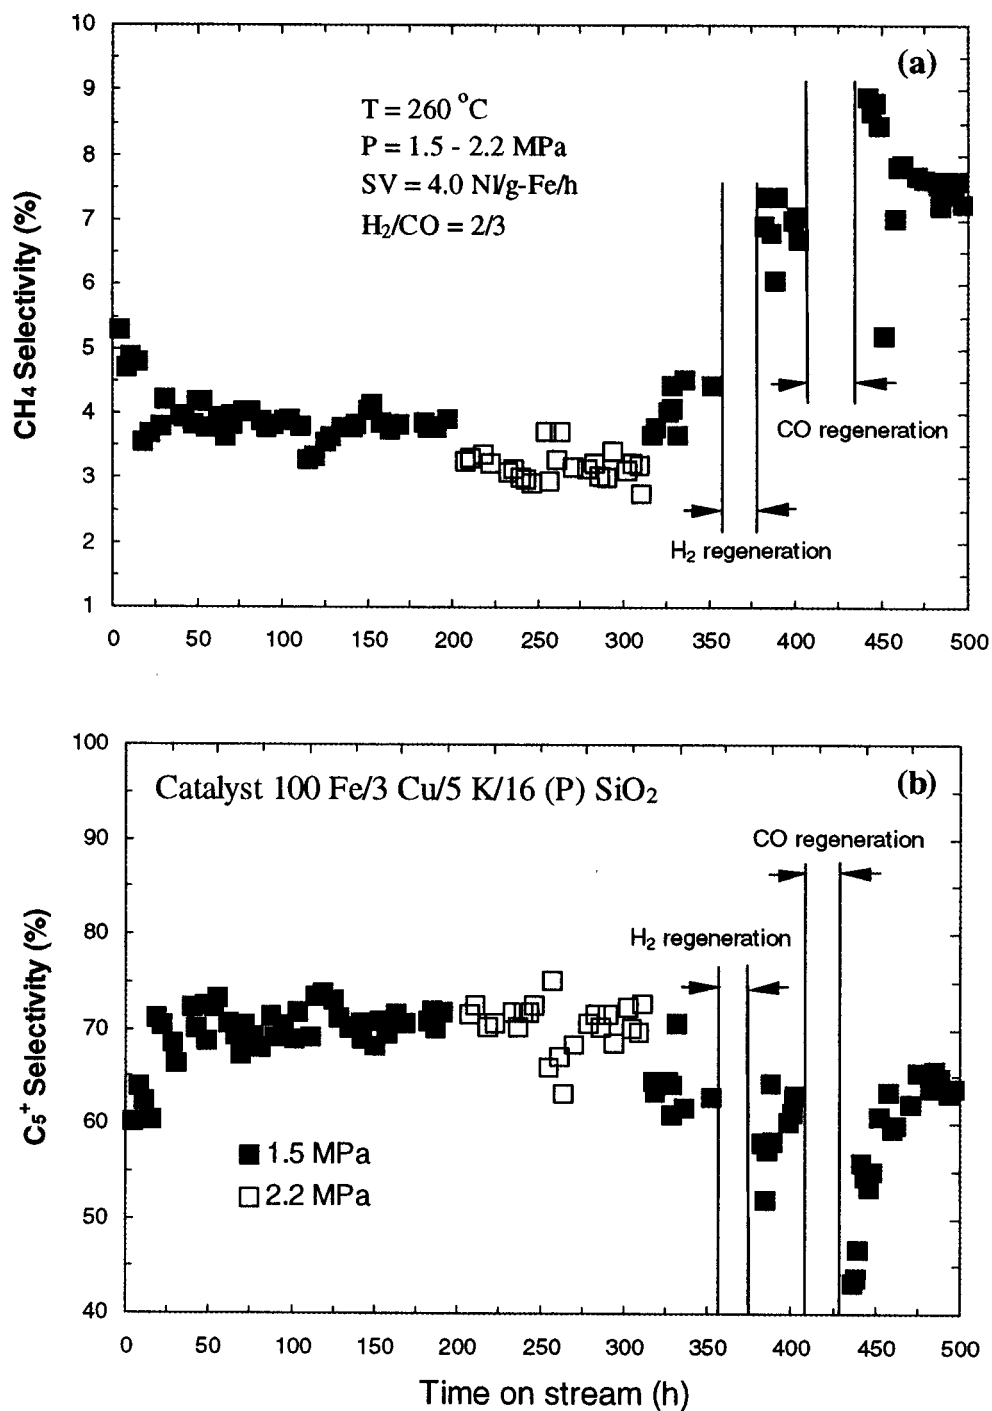 (a)
T = 260 °C
P = 1.5 - 2.2 MPa
SV = 4.0 Nl/g-Fe/h
H₂/CO = 2/3
CO regeneration
H₂ regeneration
CH₄ Selectivity (%)
10
9
8
7
6
5
4
3
2
1
0 50 100 150 200 250 300 350 400 450 500
(b)
Catalyst 100 Fe/3 Cu/5 K/16 (P) SiO₂
CO regeneration
H₂ regeneration
1.5 MPa
2.2 MPa
C₅⁺ Selectivity (%)
100
90
80
70
60
50
40
0 50 100 150 200 250 300 350 400 450 500
Time on stream (h)